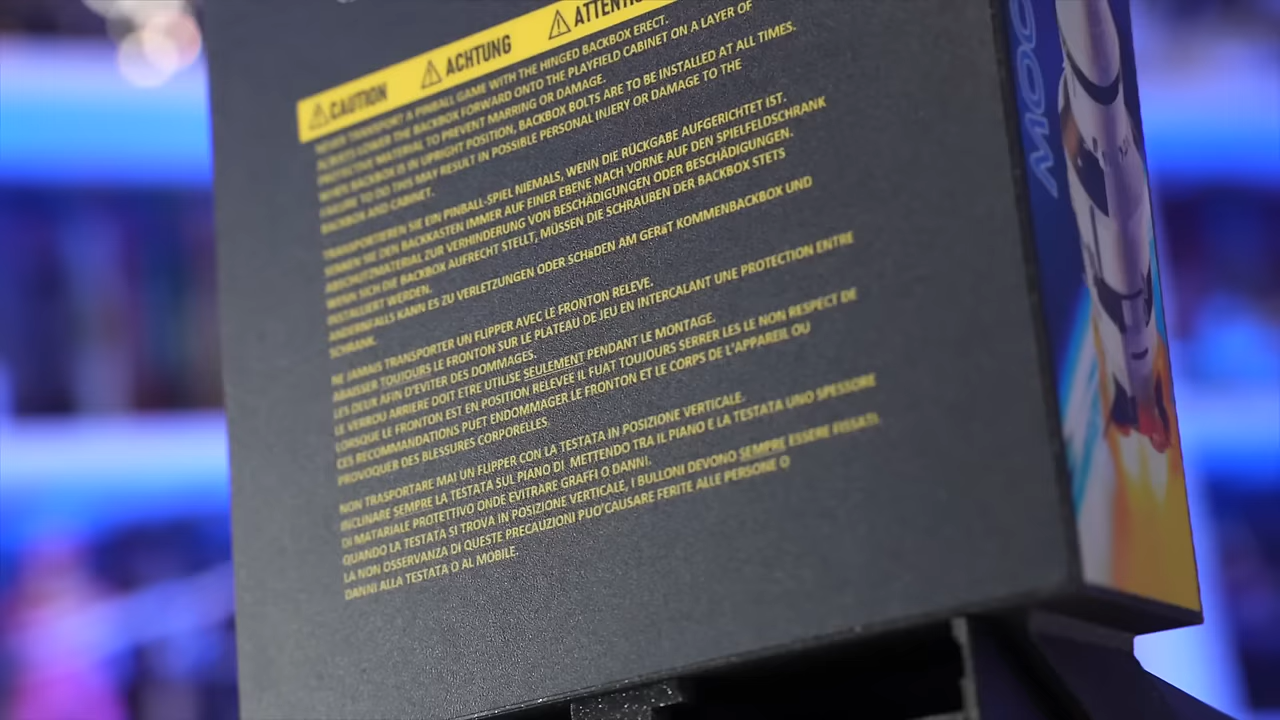 CAUTION ACHTUNG ATTENTIO
NEVER TRANSPORT A PINBALL GAME WITH THE HINGED BACKBOX ERECT.
ALWAYS LOWER THE BACKBOX FORWARD ONTO THE PLAYFIELD CABINET ON A LAYER OF
PROTECTIVE MATERIAL TO PREVENT MARRING OR DAMAGE.
WHEN BACKBOX IS IN UPRIGHT POSITION, BACKBOX BOLTS ARE TO BE INSTALLED AT ALL TIMES.
FAILURE TO DO THIS MAY RESULT IN POSSIBLE PERSONAL INJERY OR DAMAGE TO THE
BACKBOX AND CABINET.
TRANSPORTIEREN SIE EIN PINBALL-SPIEL NIEMALS, WENN DIE RÜCKGABE AUFGERICHTET IST.
SENKEN SIE DEN BACKKASTEN IMMER AUF EINER EBENE NACH VORNE AUF DEN SPIELFELDSCHRANK
ABSCHUTZMATERIAL ZUR VERHINDERUNG VON BESCHÄDIGUNGEN ODER BESCHÄDIGUNGEN.
WENN SICH DIE BACKBOX AUFRECHT STELLT, MÜSSEN DIE SCHRAUBEN DER BACKBOX STETS
INSTALLIERT WERDEN.
ANDERNFALLS KANN ES ZU VERLETZUNGEN ODER SCHäDEN AM GERäT KOMMENBACKBOX UND
SCHRANK.
NE JAMAIS TRANSPORTER UN FLIPPER AVEC LE FRONTON RELEVE.
ABAISSER TOUJOURS LE FRONTON SUR LE PLATEAU DE JEU EN INTERCALANT UNE PROTECTION ENTRE
LES DEUX AFIN D'EVITER DES DOMMAGES.
LE VERROU ARRIERE DOIT ETRE UTILISE SEULEMENT PENDANT LE MONTAGE.
LORSQUE LE FRONTON EST EN POSITION RELEVEE IL FUAT TOUJOURS SERRER LES LE NON RESPECT DE
CES RECOMMANDATIONS PUET ENDOMMAGER LE FRONTON ET LE CORPS DE L'APPAREIL OU
PROVOQUER DES BLESSURES CORPORELLES.
NON TRASPORTARE MAI UN FLIPPER CON LA TESTATA IN POSIZIONE VERTICALE.
INCLINARE SEMPRE LA TESTATA SUL PIANO DI METTENDO TRA IL PIANO E LA TESTATA UNO SPESSORE
DI MATARIALE PROTETTIVO ONDE EVITRARE GRAFFI O DANNI.
QUANDO LA TESTATA SI TROVA IN POSIZIONE VERTICALE, I BULLONI DEVONO SEMPRE ESSERE FISSATI.
LA NON OSSERVANZA DI QUESTE PRECAUZIONI PUO'CAUSARE FERITE ALLE PERSONE O
DANNI ALLA TESTATA O AL MOBILE.
MOO